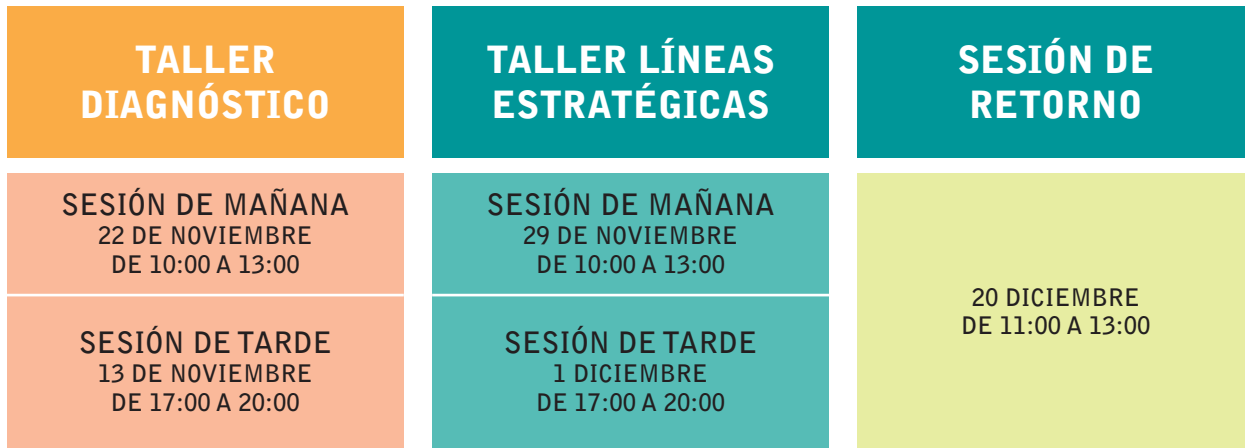 TALLER
DIAGNÓSTICO
SESIÓN DE MAÑANA
22 DE NOVIEMBRE
DE 10:00 A 13:00
SESIÓN DE TARDE
13 DE NOVIEMBRE
DE 17:00 A 20:00
TALLER LÍNEAS
ESTRATÉGICAS
SESIÓN DE MAÑANA
29 DE NOVIEMBRE
DE 10:00 A 13:00
SESIÓN DE TARDE
1 DICIEMBRE
DE 17:00 A 20:00
SESIÓN DE
RETORNO
20 DICIEMBRE
DE 11:00 A 13:00